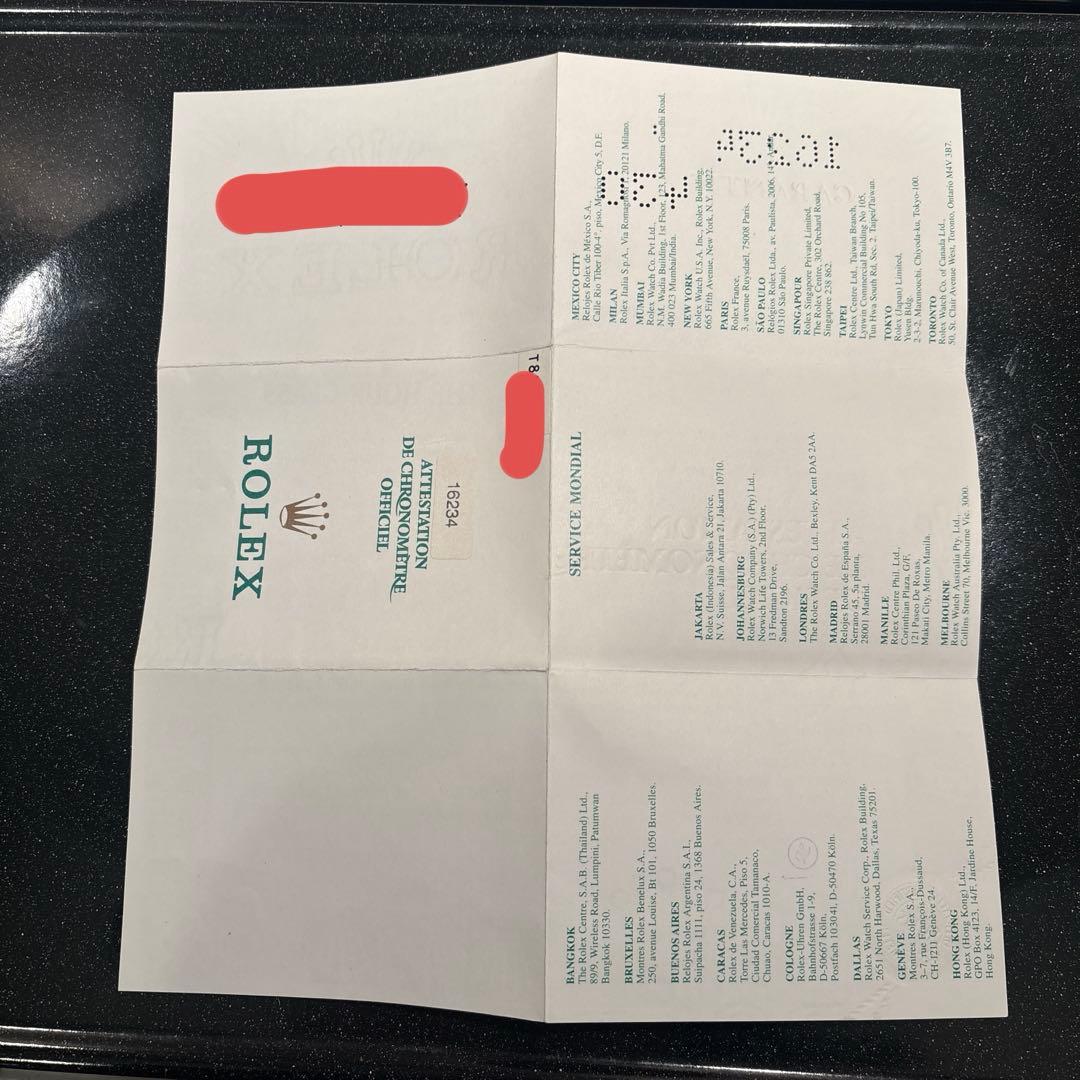 ROLEX
ATTESTATION
DE CHRONOMÈTRE
OFFICIEL
16234
T8
SERVICE MONDIAL
BANGKOK
The Rolex Centre, S.A.B. (Thailand) Ltd.,
89/9, Wireless Road, Lumpini, Patumwan
Bangkok 10330.
BRUXELLES
Montres Rolex Benelux S.A.,
250, avenue Louise, Bt 101, 1050 Bruxelles.
BUENOS AIRES
Relojes Rolex Argentina S.A.I.,
Suipacha 1111, piso 24, 1368 Buenos Aires.
CARACAS
Rolex de Venezuela, C.A.,
Torre Las Mercedes, Piso 5,
Ciudad Comercial Tamanaco,
Chuao, Caracas 1010-A.
COLOGNE
Rolex-Uhren GmbH,
Bahnhofstrasse 1-9,
D-50667 Köln,
Postfach 103041, D-50470 Köln.
DALLAS
Rolex Watch Service Corp., Rolex Building,
2651 North Harwood, Dallas, Texas 75201.
GENÈVE
Montres Rolex S.A.,
3-7, rue François-Dussaud,
CH-1211 Genève 24.
HONG KONG
Rolex (Hong Kong) Ltd.,
GPO Box 4123, 14/F, Jardine House,
Hong Kong.
JAKARTA
Rolex (Indonesia) Sales & Service,
N.V. Suisse, Jalan Antara 21, Jakarta 10710.
JOHANNESBURG
Rolex Watch Company (S.A.) (Pty) Ltd.,
Norwich Life Towers, 2nd Floor,
13 Fredman Drive,
Sandton 2196.
LONDRES
The Rolex Watch Co. Ltd., Bexley, Kent DA5 2AA.
MADRID
Relojes Rolex de España S.A.,
Serrano 45, 5a planta,
28001 Madrid.
MANILLE
Rolex Centre Phil. Ltd.,
Corinthian Plaza, G/F,
121 Paseo De Roxas,
Makati City, Metro Manila.
MELBOURNE
Rolex Watch Australia Pty. Ltd.,
Collins Street 70, Melbourne Vic. 3000.
MEXICO CITY
Relojes Rolex de México S.A.,
Calle Rio Tiber 100-4° piso, Mexico City 5, D.F.
MILAN
Rolex Italia S.p.A., Via 20121 Milano.
MUMBAI
Rolex Watch Co. Pvt Ltd.,
N.M. Wadia Building, 1st Floor, 123, Mahatma Gandhi Road,
400 023 Mumbai/India.
NEW YORK
Rolex Watch U.S.A. Inc., Rolex Building,
665 Fifth Avenue, New York, N.Y. 10022.
PARIS
Rolex France,
3, avenue Ruysdaël, 75008 Paris.
SÃO PAULO
Relógios Rolex Ltda., av. Paulista, 2006,
01310 São Paulo.
SINGAPOUR
Rolex Singapore Private Limited,
The Rolex Centre, 302 Orchard Road,
Singapore 238 862.
TAIPEI
Rolex Centre Ltd., Taiwan Branch,
Lynwin Commercial Building No 105,
Tun Hwa South Rd, Sec. 2, Taipei/Taiwan.
TOKYO
Rolex (Japan) Limited,
Yusen Bldg.
2-3-2, Marunouchi, Chiyoda-ku, Tokyo-100.
TORONTO
Rolex Watch Co. of Canada Ltd.,
50, St. Clair Avenue West, Toronto, Ontario M4V 3B7.